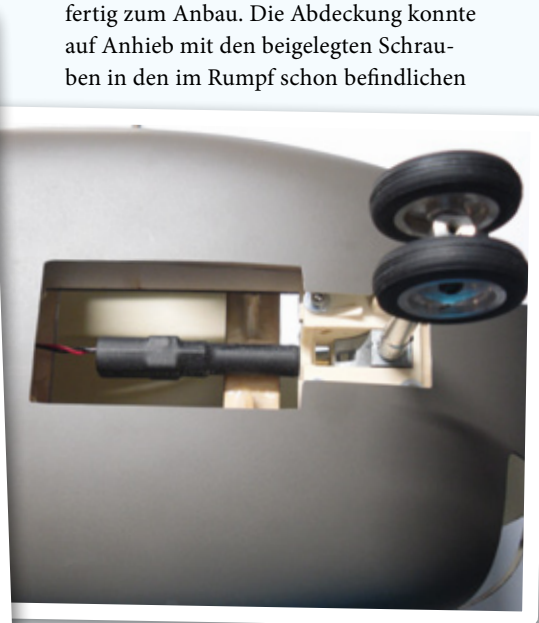 fertig zum Anbau. Die Abdeckung konnte
auf Anhieb mit den beigelegten Schrau-
ben in den im Rumpf schon befindlichen